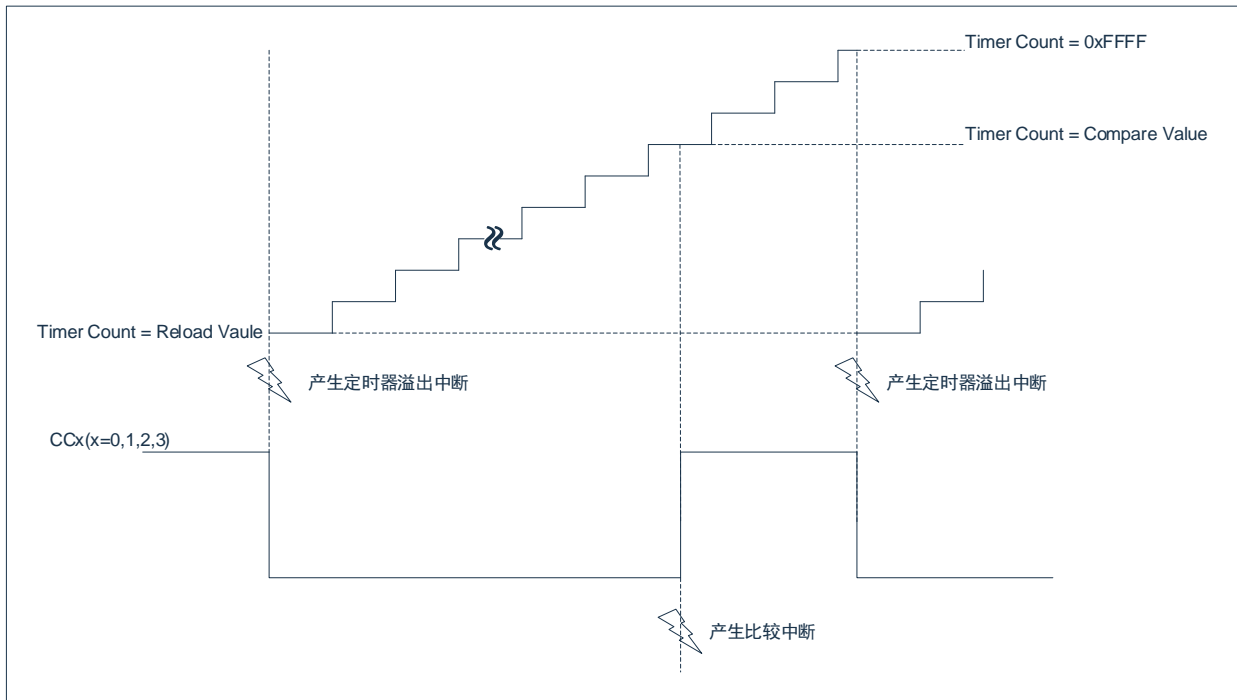 Timer Count = 0xFFFF
Timer Count = Compare Value
Timer Count = Reload Vaule
产生定时器溢出中断
产生定时器溢出中断
CCx(x=0,1,2,3)
产生比较中断